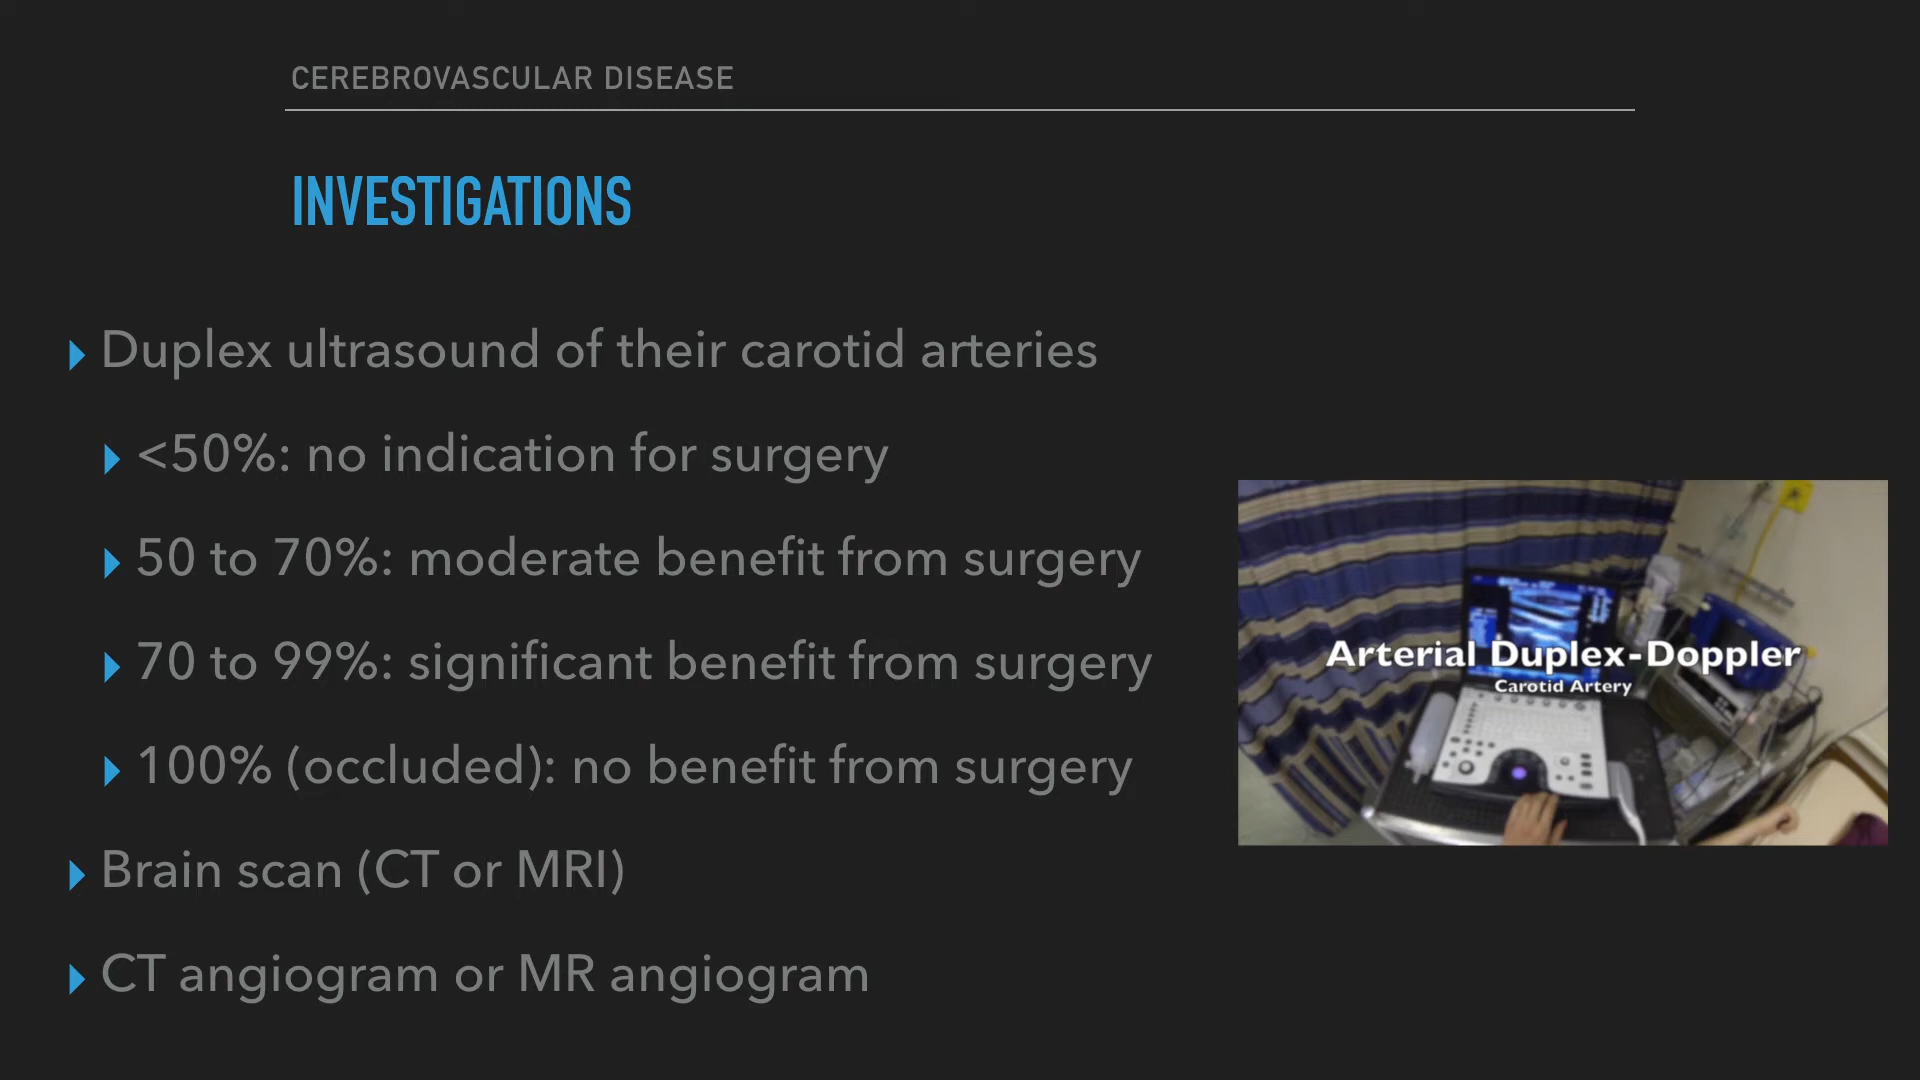 CEREBROVASCULAR DISEASE
INVESTIGATIONS
Duplex ultrasound of their carotid arteries
<50%: no indication for surgery
50 to 70%: moderate benefit from surgery
70 to 99%: significant benefit from surgery
100% (occluded): no benefit from surgery
Brain scan (CT or MRI)
CT angiogram or MR angiogram
Arterial Duplex-Doppler
Carotid Artery